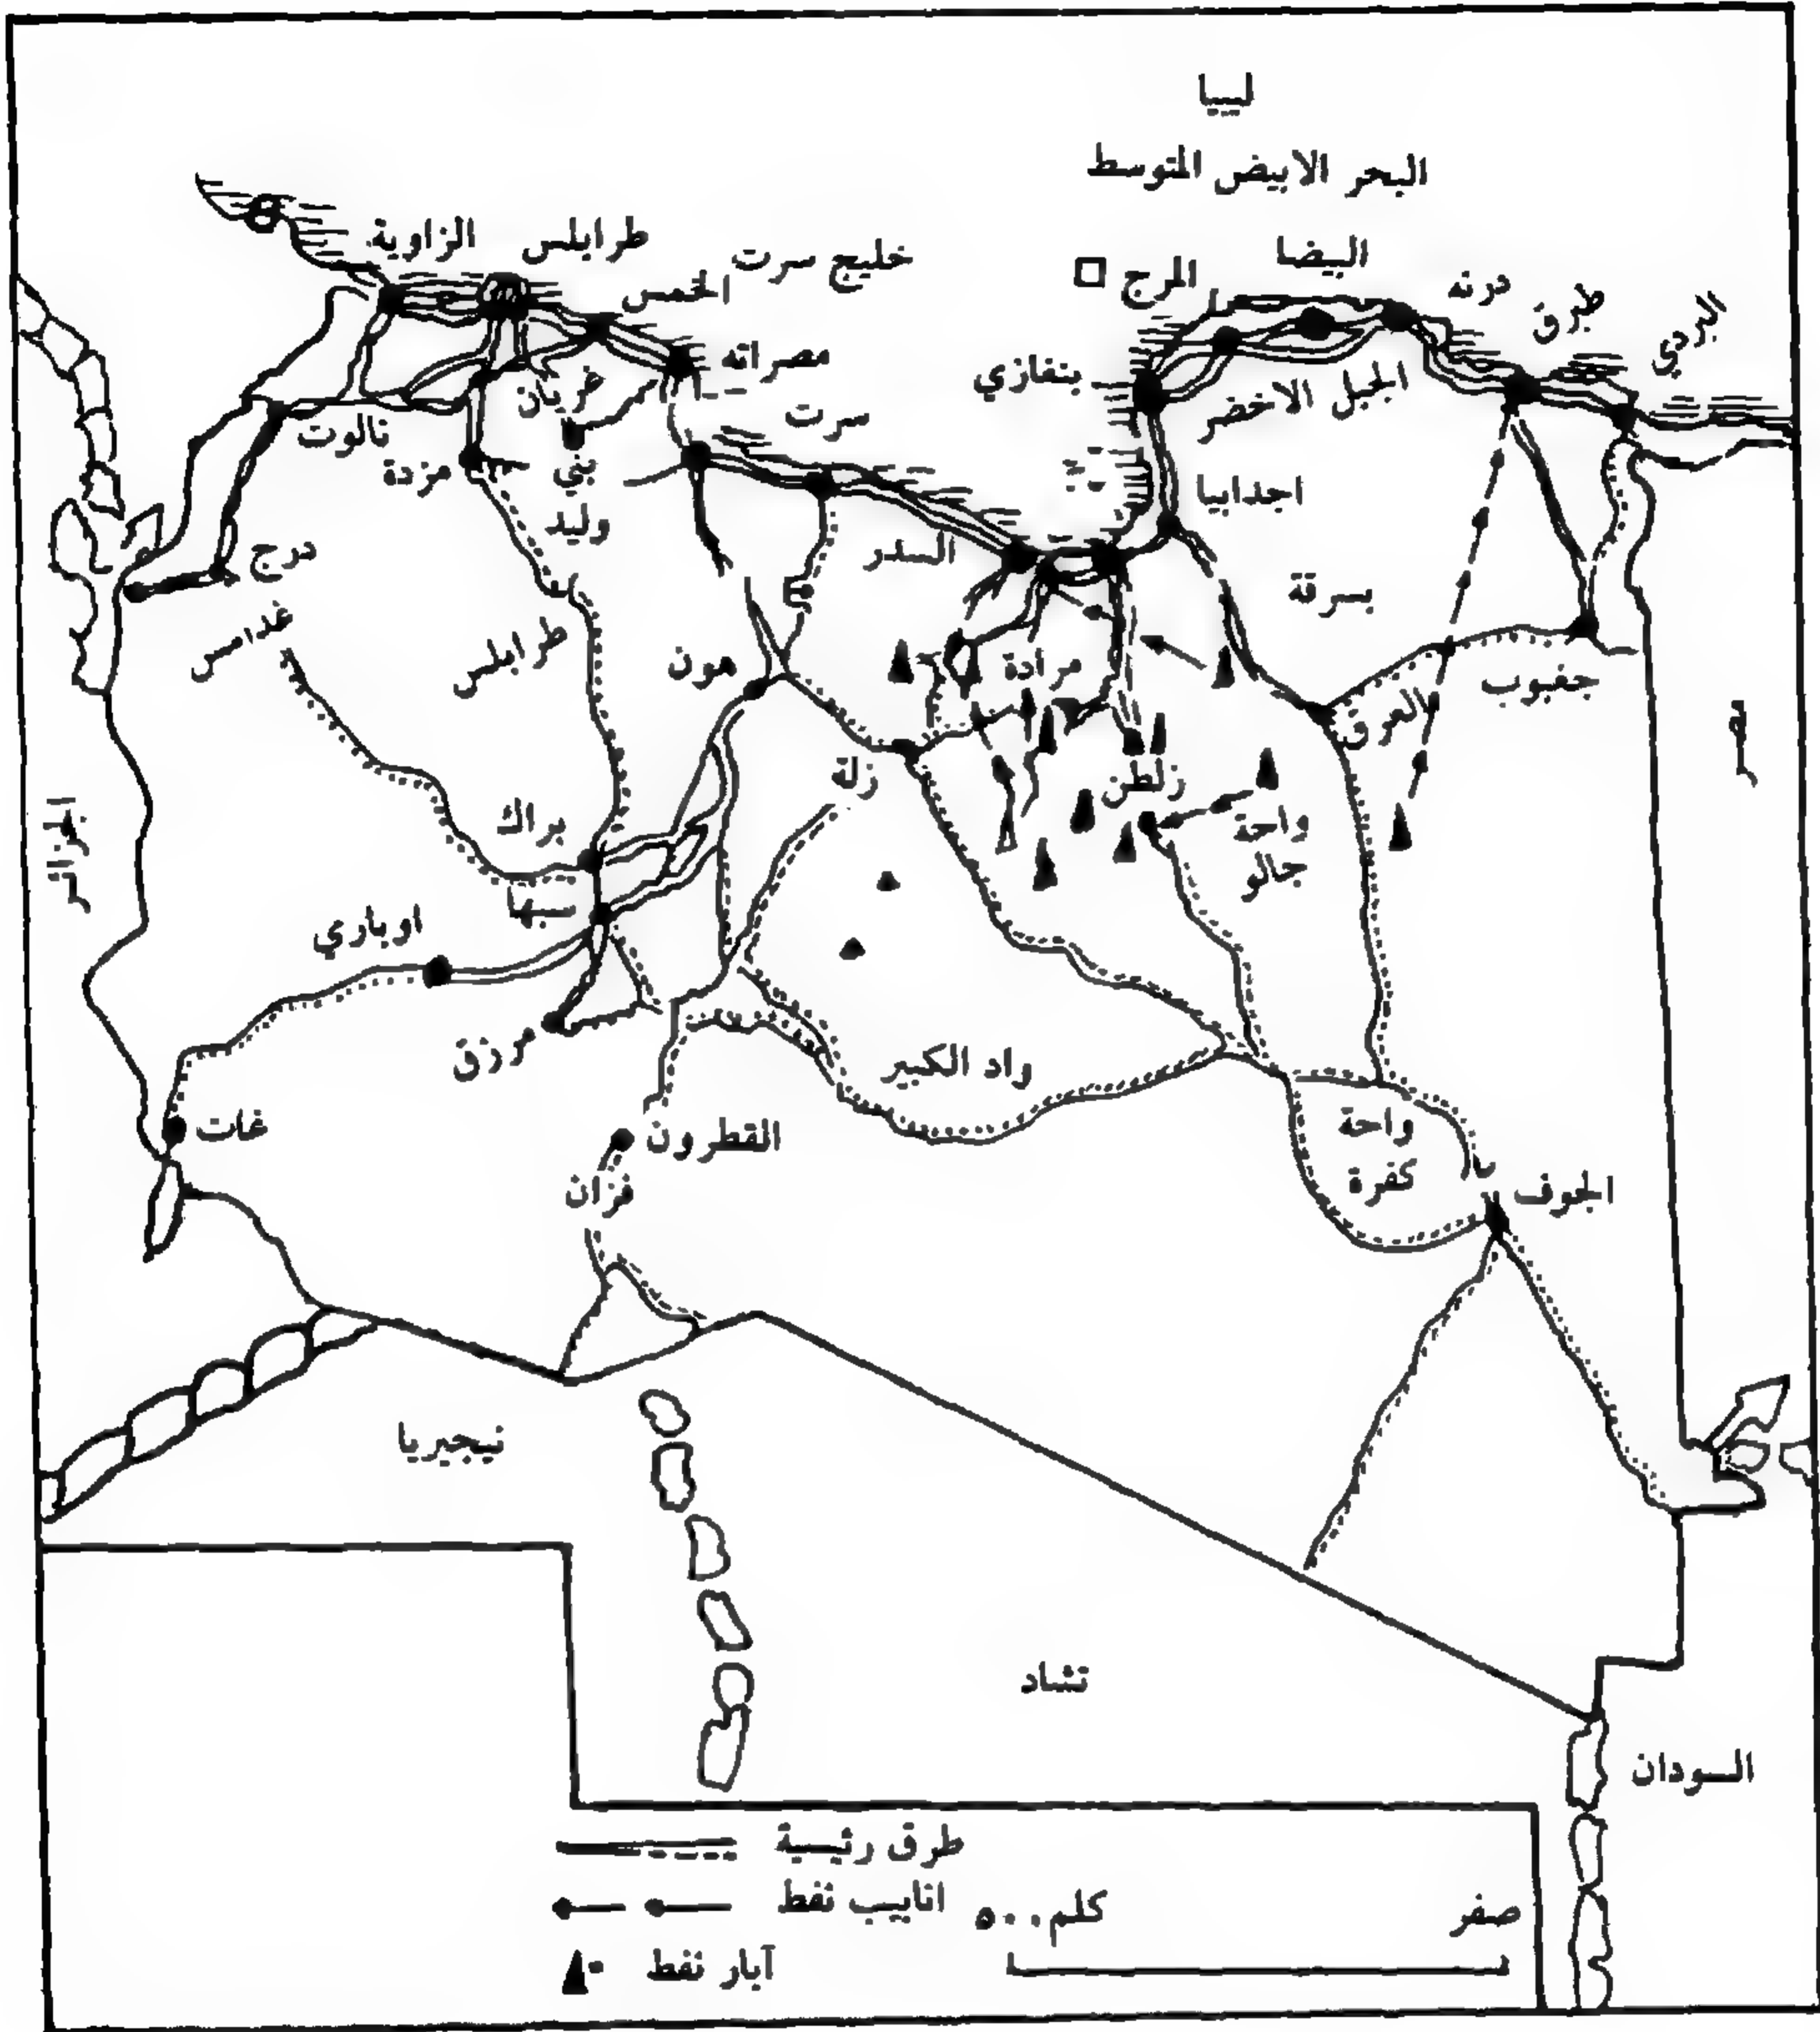 ليبيا
البحر الابيض المتوسط
الزاوية
طرابلس
خليج سرت
الخمس
المرج
البيضا
درنه
طبرق
البردي
مصراته
غريان
نالوت
مزدة
بني
وليد
سرت
بنغازي
الجبل الاخضر
اجدابيا
السدر
درج
غدامس
طرابلس
هون
مرادة
بسرقة
جغبوب
العرق
زلة
زلطن
واحة
جالو
براك
سبها
اوباري
مرزق
واد الكبير
غات
القطرون
فزان
واحة
كفرة
الجوف
نيجيريا
تشاد
السودان
طرق رئيسية
انابيب نفط
آبار نفط
صفر
٥٠٠ كلم